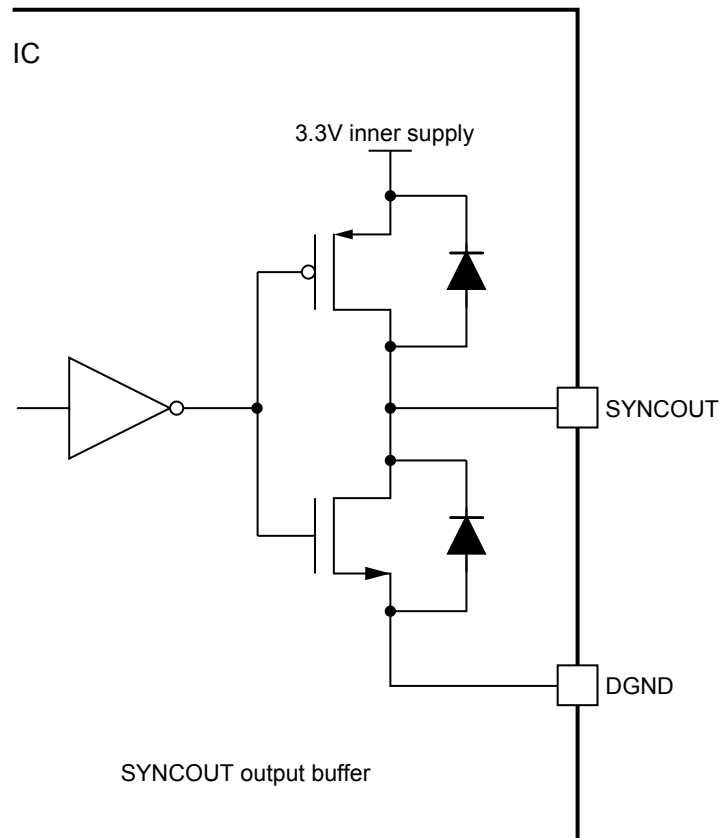 IC
3.3V inner supply
SYNCOUT
DGND
SYNCOUT output buffer